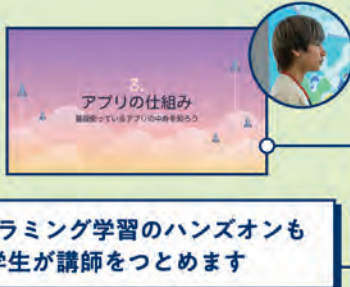 3.
アプリの仕組み
普段使っているアプリの中身を知ろう
ラミング学習のハンズオンも
学生が講師をつとめます